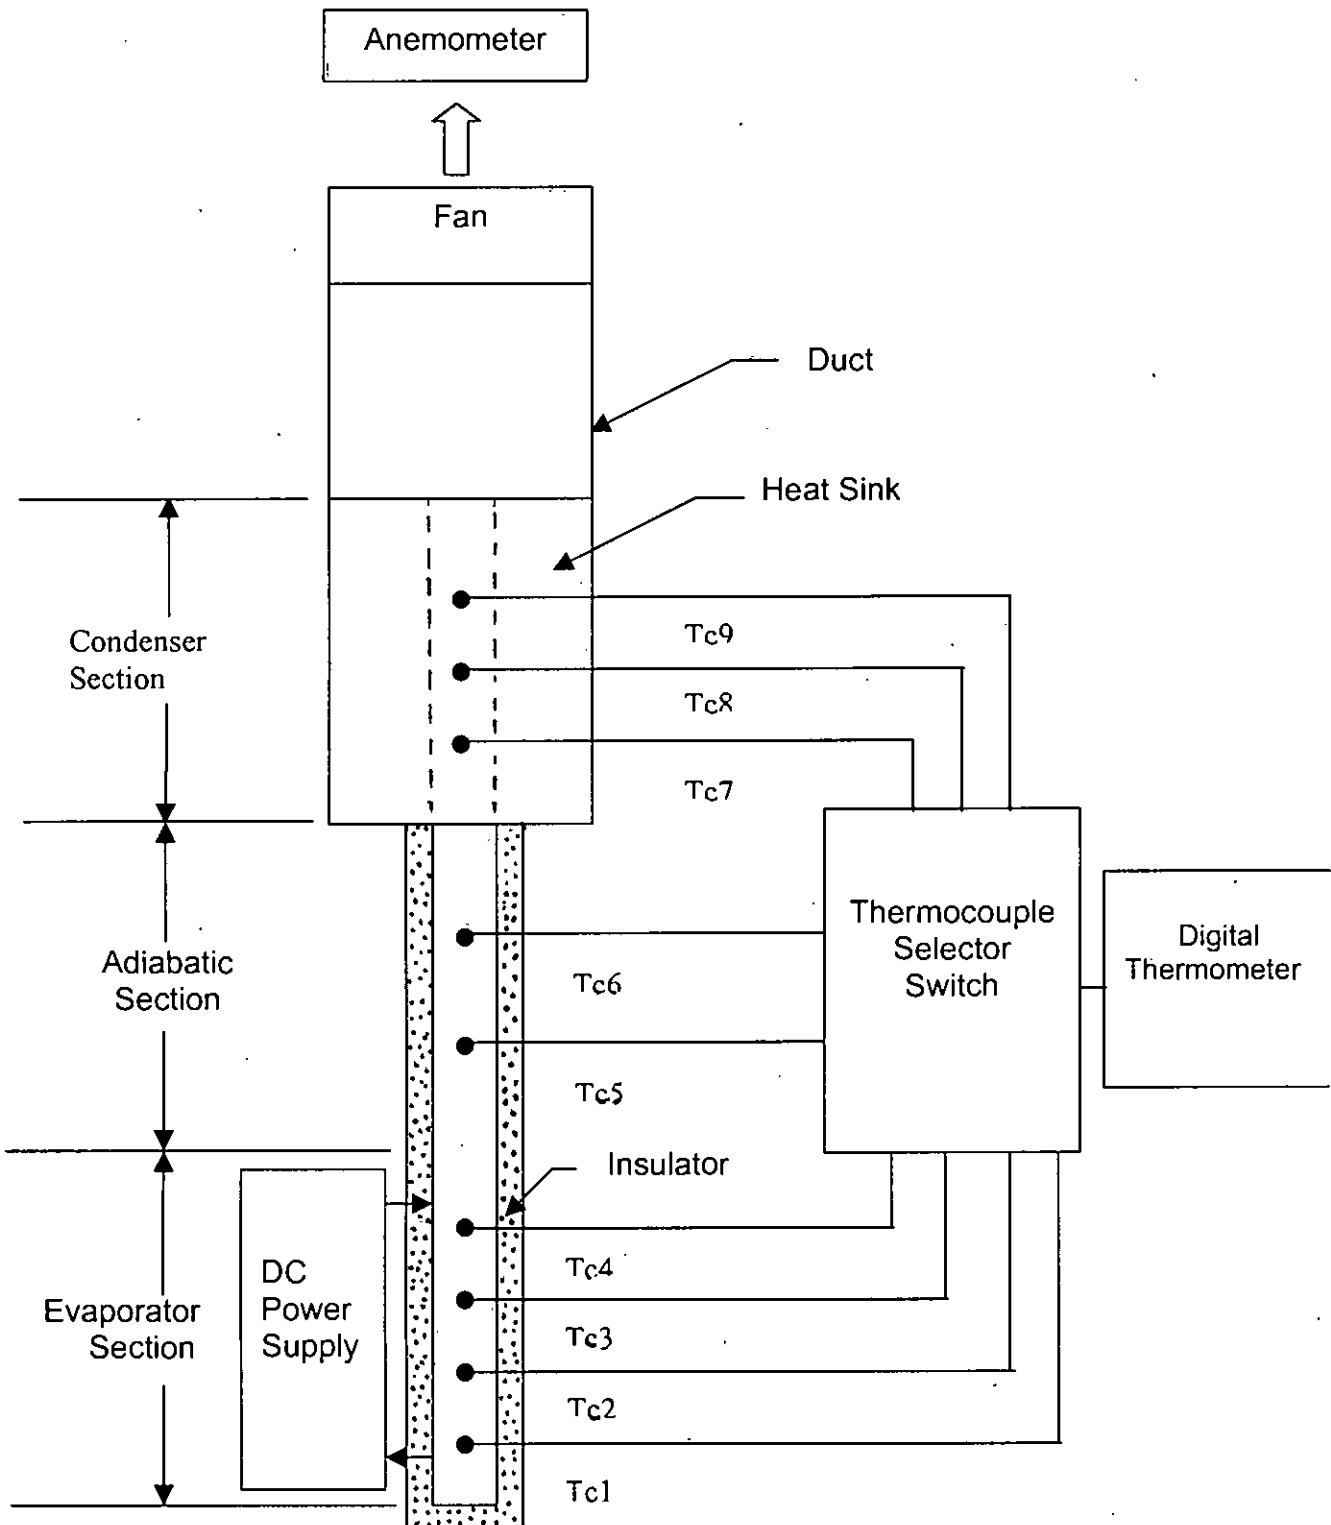 Anemometer
Fan
Duct
Heat Sink
Tc9
Condenser
Section
Tc8
Tc7
Thermocouple
Selector
Switch
Digital
Thermometer
Adiabatic
Section
Tc6
Tc5
Insulator
DC
Power
Supply
Tc4
Evaporator
Section
Tc3
Tc2
Tc1